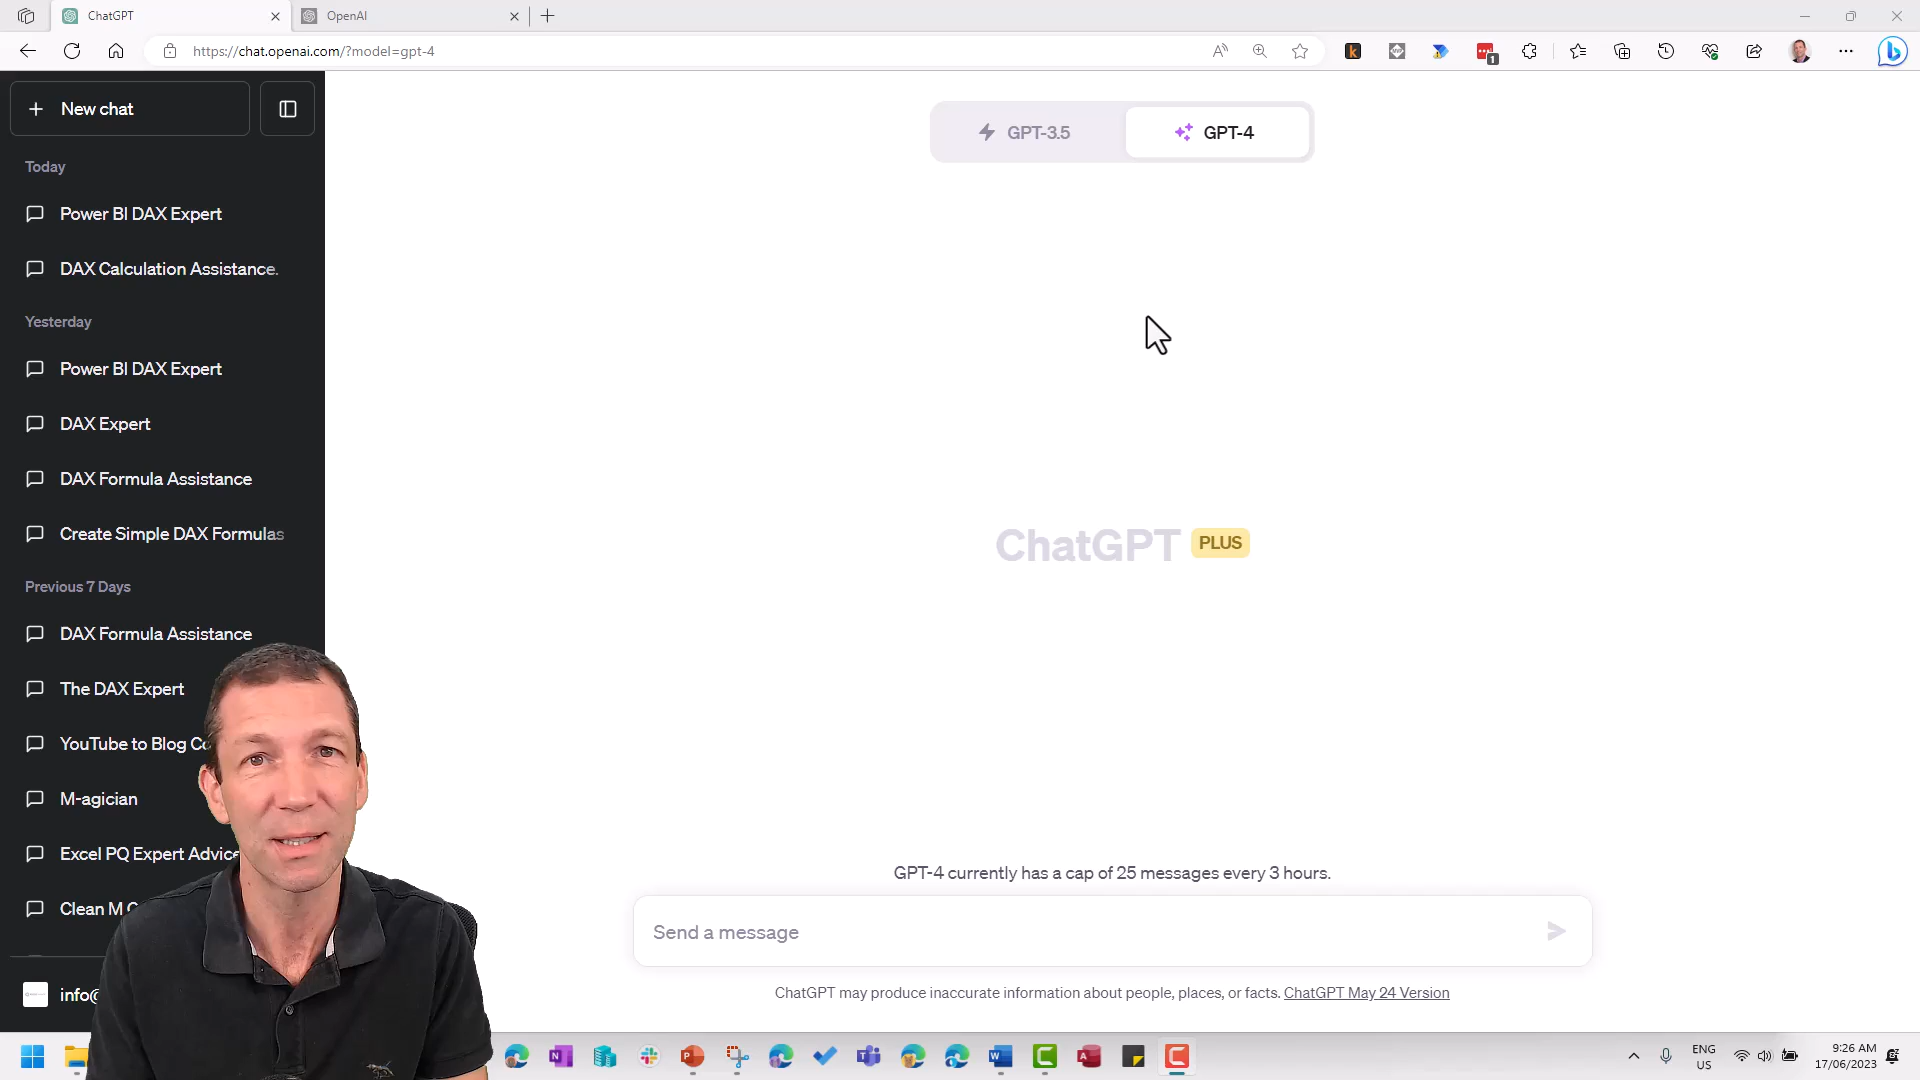 ChatGPT
OpenAI
https://chat.openai.com/?model=gpt-4
1
New chat
GPT-3.5
GPT-4
Today
Power BI DAX Expert
DAX Calculation Assistance.
Yesterday
Power BI DAX Expert
DAX Expert
DAX Formula Assistance
Create Simple DAX Formulas
Previous 7 Days
DAX Formula Assistance
The DAX Expert
YouTube to Blog Co
M-agician
Excel PQ Expert Advice
Clean M C
info@
ChatGPT PLUS
GPT-4 currently has a cap of 25 messages every 3 hours.
Send a message
ChatGPT may produce inaccurate information about people, places, or facts. ChatGPT May 24 Version
ENG
US
9:26 AM
17/06/2023